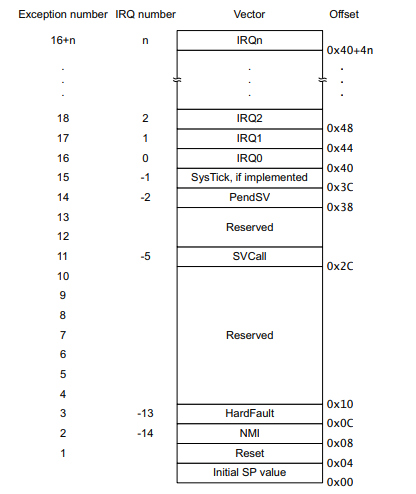 Exception number IRQ number Vector Offset
16+n n IRQn
0x40+4n
. . . .
. . . .
. . . .
18 2 IRQ2
0x48
17 1 IRQ1
0x44
16 0 IRQ0
0x40
15 -1 SysTick, if implemented
0x3C
14 -2 PendSV
0x38
13
Reserved
12
11 -5 SVCall
0x2C
10
9
8
7 Reserved
6
5
4
0x10
3 -13 HardFault
0x0C
2 -14 NMI
0x08
1 Reset
0x04
Initial SP value
0x00